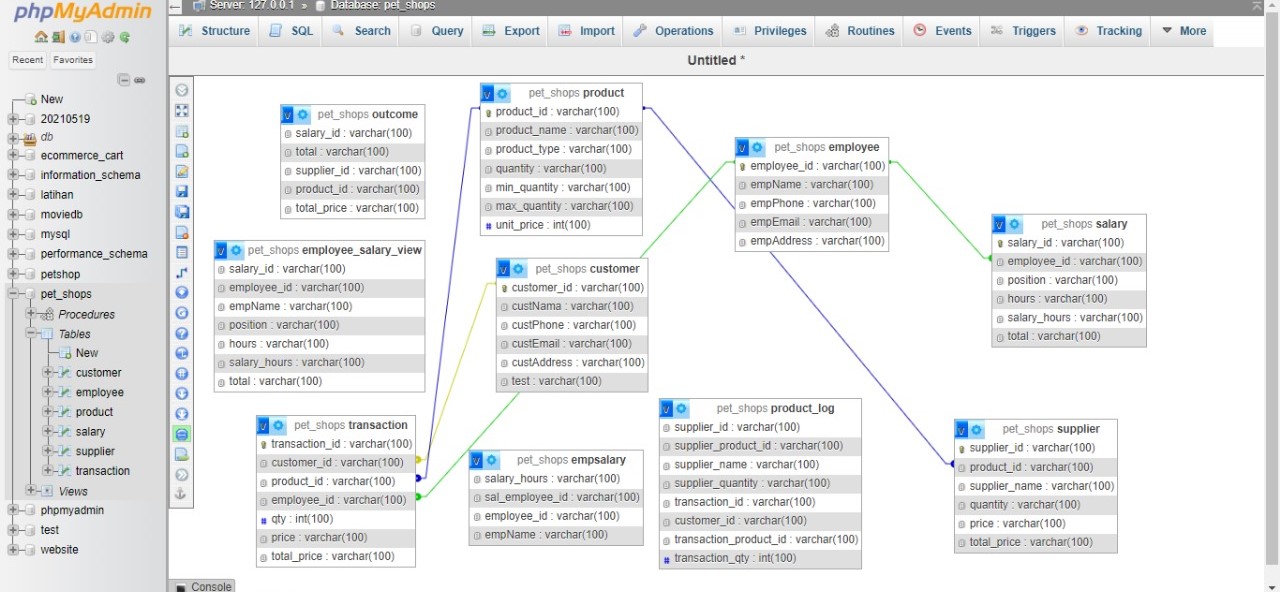 phpMyAdmin
Recent
Favorites
New
20210519
db
ecommerce_cart
information_schema
latihan
moviedb
mysql
performance_schema
petshop
pet_shops
Procedures
Tables
New
customer
employee
product
salary
supplier
transaction
Views
phpmyadmin
test
website
Server: 127.0.0.1 » Database: pet_shops
Structure SQL Search Query Export Import Operations Privileges Routines Events Triggers Tracking More
Untitled *
pet_shops outcome
salary_id : varchar(100)
total : varchar(100)
supplier_id : varchar(100)
product_id : varchar(100)
total_price : varchar(100)
pet_shops product
product_id : varchar(100)
product_name : varchar(100)
product_type : varchar(100)
quantity : varchar(100)
min_quantity : varchar(100)
max_quantity : varchar(100)
# unit_price : int(100)
pet_shops employee
employee_id : varchar(100)
empName : varchar(100)
empPhone : varchar(100)
empEmail : varchar(100)
empAddress : varchar(100)
pet_shops salary
salary_id : varchar(100)
employee_id : varchar(100)
position : varchar(100)
hours : varchar(100)
salary_hours : varchar(100)
total : varchar(100)
pet_shops employee_salary_view
salary_id : varchar(100)
employee_id : varchar(100)
empName : varchar(100)
position : varchar(100)
hours : varchar(100)
salary_hours : varchar(100)
total : varchar(100)
pet_shops customer
customer_id : varchar(100)
custNama : varchar(100)
custPhone : varchar(100)
custEmail : varchar(100)
custAddress : varchar(100)
test : varchar(100)
pet_shops transaction
transaction_id : varchar(100)
customer_id : varchar(100)
product_id : varchar(100)
employee_id : varchar(100)
# qty : int(100)
price : varchar(100)
total_price : varchar(100)
pet_shops empsalary
salary_hours : varchar(100)
sal_employee_id : varchar(100)
employee_id : varchar(100)
empName : varchar(100)
pet_shops product_log
supplier_id : varchar(100)
supplier_product_id : varchar(100)
supplier_name : varchar(100)
supplier_quantity : varchar(100)
transaction_id : varchar(100)
customer_id : varchar(100)
transaction_product_id : varchar(100)
# transaction_qty : int(100)
pet_shops supplier
supplier_id : varchar(100)
product_id : varchar(100)
supplier_name : varchar(100)
quantity : varchar(100)
price : varchar(100)
total_price : varchar(100)
Console